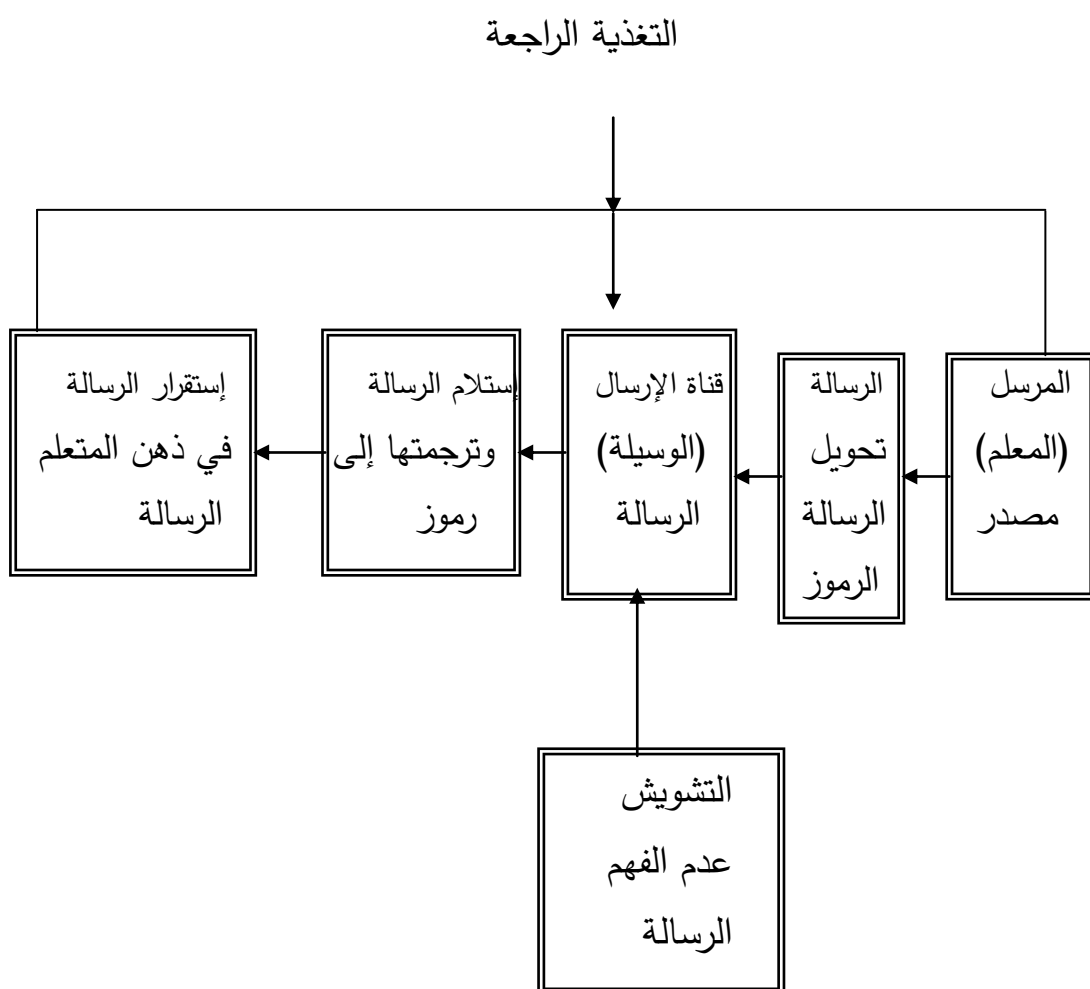 التغذية الراجعة
المرسل
(المعلم)
مصدر
الرسالة
تحويل
الرسالة
الرموز
قناة الإرسال
(الوسيلة)
الرسالة
إستلام الرسالة
وترجمتها إلى
رموز
إستقرار الرسالة
في ذهن المتعلم
الرسالة
التشويش
عدم الفهم
الرسالة